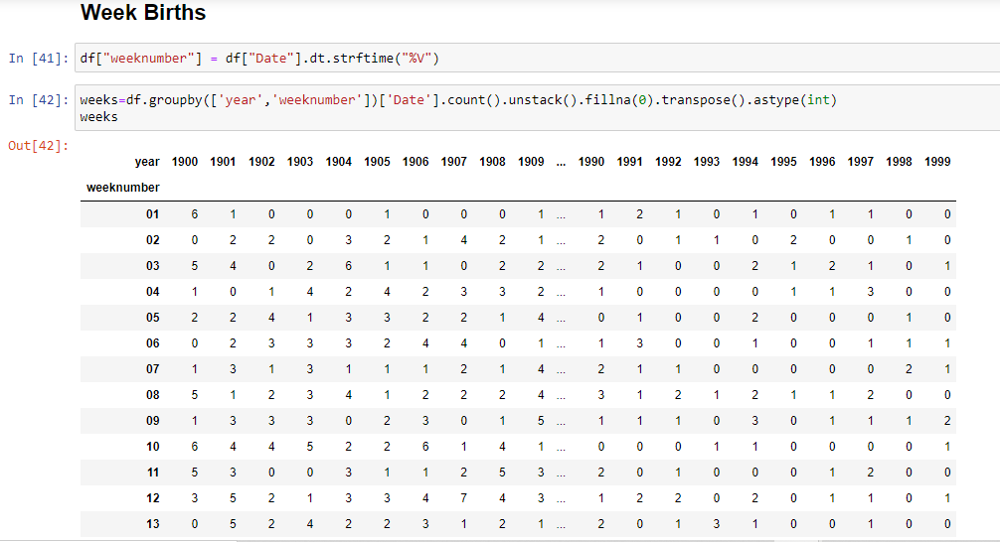 Week Births
In [41]: df["weeknumber"] = df["Date"].dt.strftime("%V")
In [42]: weeks=df.groupby(['year','weeknumber'])['Date'].count().unstack().fillna(0).transpose().astype(int)
weeks
Out[42]:
year 1900 1901 1902 1903 1904 1905 1906 1907 1908 1909 ... 1990 1991 1992 1993 1994 1995 1996 1997 1998 1999
weeknumber
01 6 1 0 0 0 1 0 0 0 1 ... 1 2 1 0 1 0 1 1 0 0
02 0 2 2 0 3 2 1 4 2 1 ... 2 0 1 1 0 2 0 0 1 0
03 5 4 0 2 6 1 1 0 2 2 ... 2 1 0 0 2 1 2 1 0 1
04 1 0 1 4 2 4 2 3 3 2 ... 1 0 0 0 0 1 1 3 0 0
05 2 2 4 1 3 3 2 2 1 4 ... 0 1 0 0 2 0 0 0 1 0
06 0 2 3 3 3 2 4 4 0 1 ... 1 3 0 0 1 0 0 1 1 1
07 1 3 1 3 1 1 1 2 1 4 ... 2 1 1 0 0 0 0 0 2 1
08 5 1 2 3 4 1 2 2 2 4 ... 3 1 2 1 2 1 1 2 0 0
09 1 3 3 3 0 2 3 0 1 5 ... 1 1 1 0 3 0 1 1 1 2
10 6 4 4 5 2 2 6 1 4 1 ... 0 0 0 1 1 0 0 0 0 1
11 5 3 0 0 3 1 1 2 5 3 ... 2 0 1 0 0 0 1 2 0 0
12 3 5 2 1 3 3 4 7 4 3 ... 1 2 2 0 2 0 1 1 0 1
13 0 5 2 4 2 2 3 1 2 1 ... 2 0 1 3 1 0 0 1 0 0